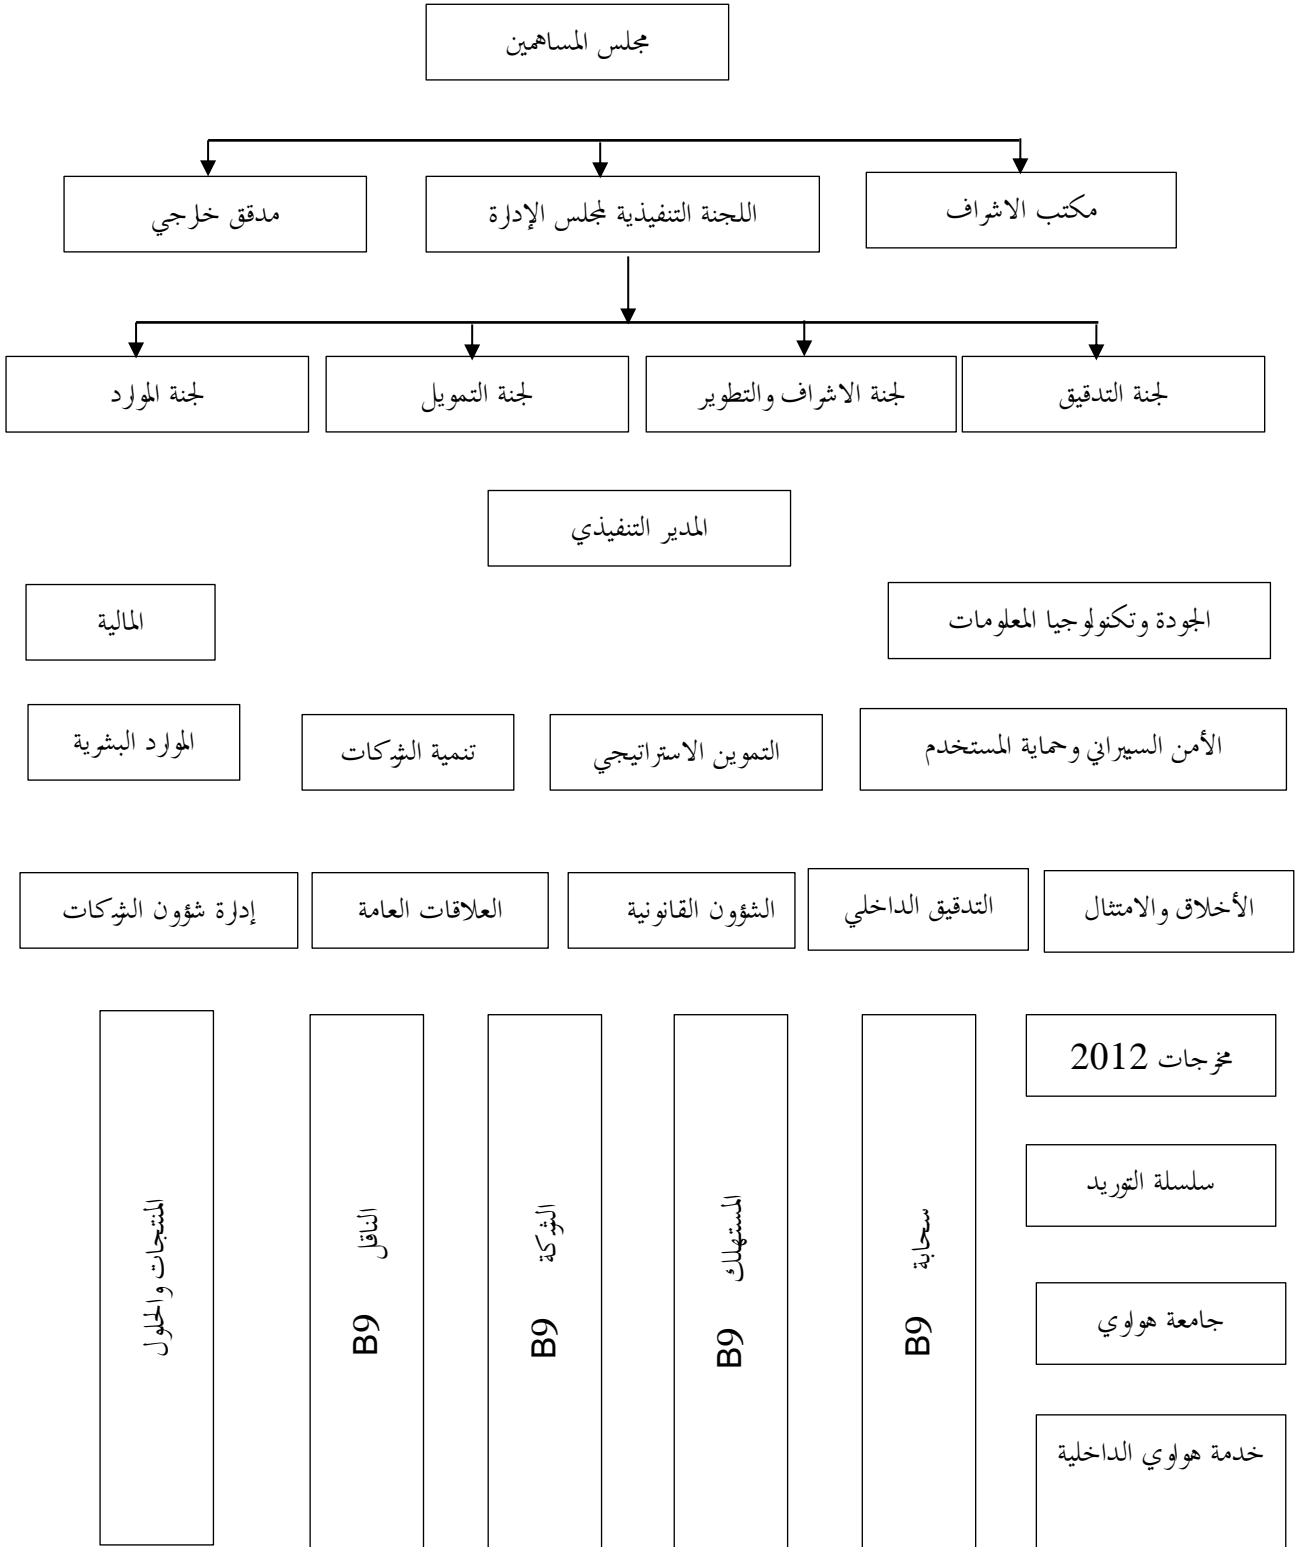 مجلس المساهمين
مكتب الاشراف
اللجنة التنفيذية لمجلس الإدارة
مدقق خارجي
لجنة التدقيق
لجنة الاشراف والتطوير
لجنة التمويل
لجنة الموارد
المدير التنفيذي
الجودة وتكنولوجيا المعلومات
المالية
الأمن السيبراني وحماية المستخدم
التموين الاستراتيجي
تنمية الشركات
الموارد البشرية
الأخلاق والامتثال
التدقيق الداخلي
الشؤون القانونية
العلاقات العامة
إدارة شؤون الشركات
مخرجات 2012
سلسلة التوريد
جامعة هواوي
خدمة هواوي الداخلية
سحابة B9
المستهلك B9
الشركة B9
الناقل B9
المنتجات والحلول